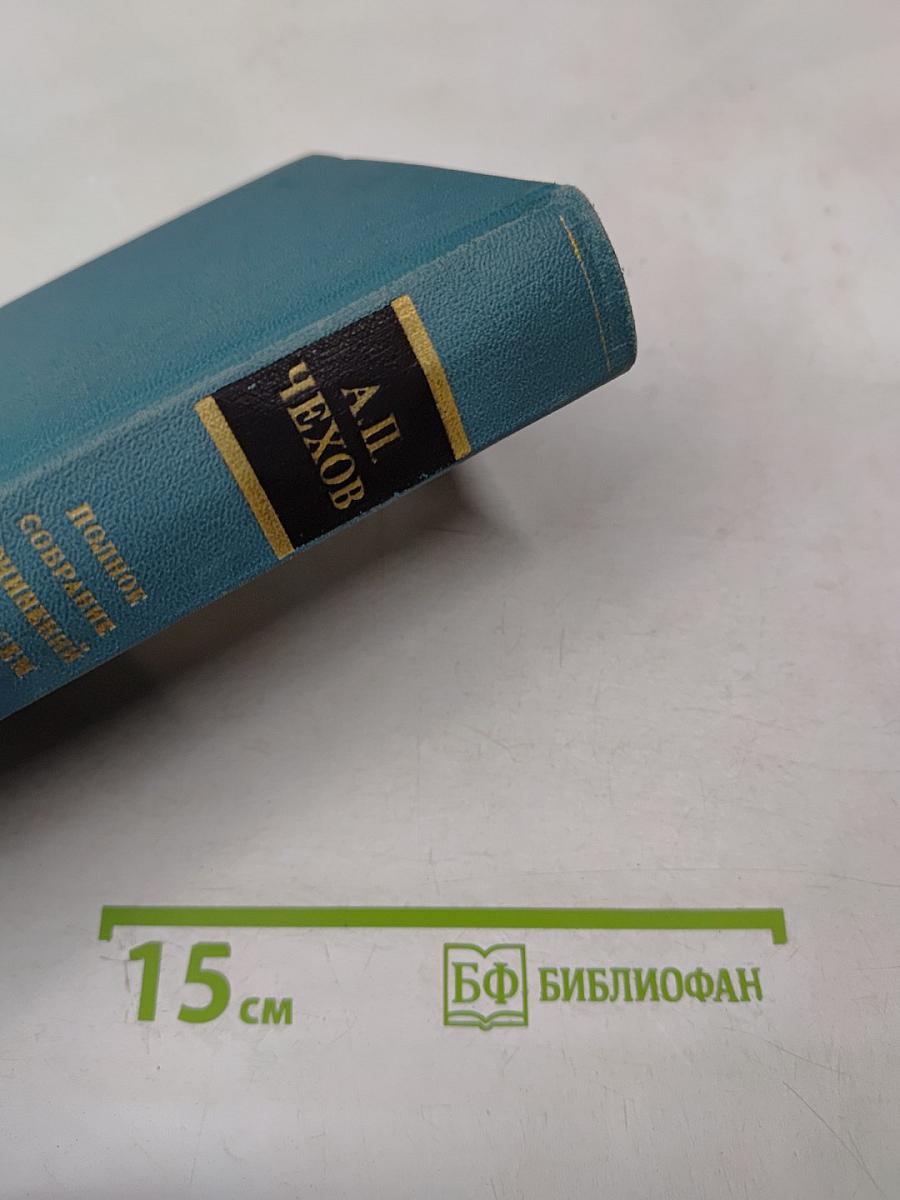 А.П.
ЧЕХОВ
ПОЛНОЕ
СОБРАНИЕ
15 см
БФ БИБЛИОФАН